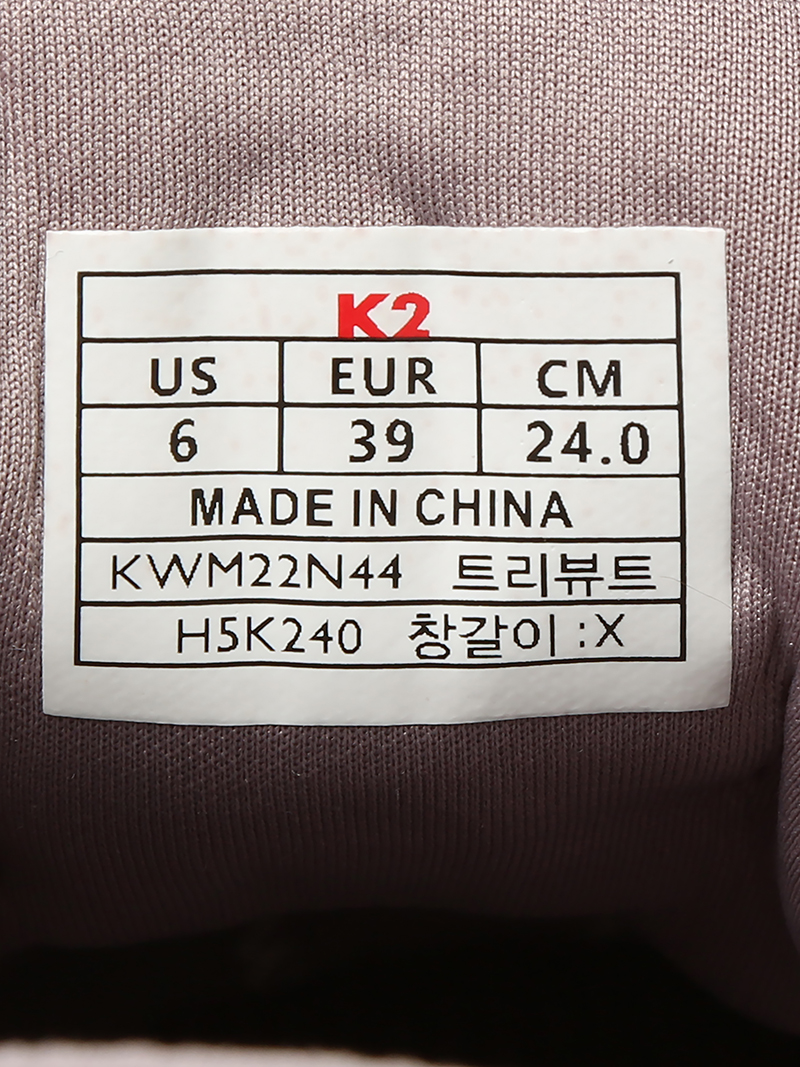 K2
US EUR CM
6 39 24.0
MADE IN CHINA
KWM22N44 트리뷰트
H5K240 창갈이 :X